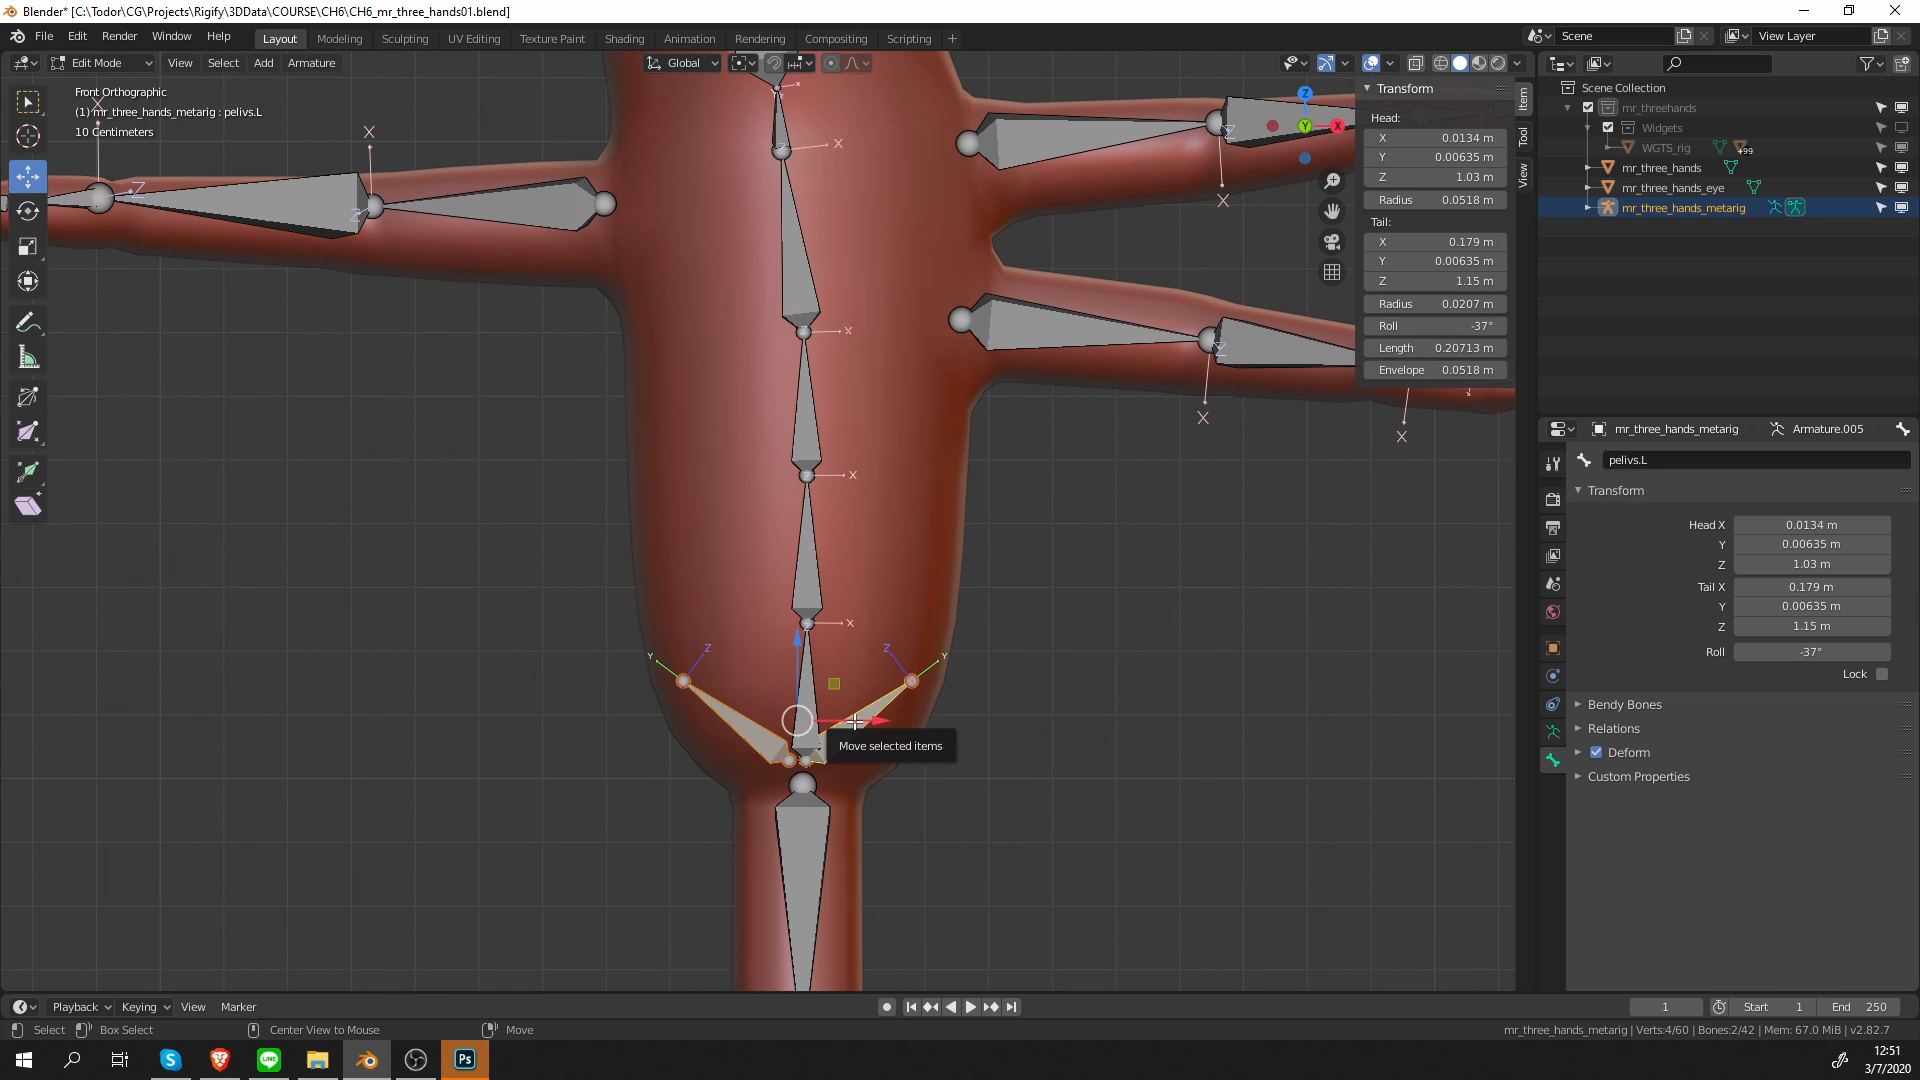 Blender* [C:\Todor\CG\Projects\Rigify\3DData\COURSE\CH6\CH6_mr_three_hands01.blend]
File Edit Render Window Help Layout Modeling Sculpting UV Editing Texture Paint Shading Animation Rendering Compositing Scripting + Scene View Layer
Edit Mode View Select Add Armature Global
Front Orthographic
(1) mr_three_hands_metarig : pelivs.L
10 Centimeters
Transform
Head:
X 0.0134 m
Y 0.00635 m
Z 1.03 m
Radius 0.0518 m
Tail:
X 0.179 m
Y 0.00635 m
Z 1.15 m
Radius 0.0207 m
Roll -37°
Length 0.20713 m
Envelope 0.0518 m
Item
Tool
View
Scene Collection
mr_threehands
Widgets
WGTS_rig +99
mr_three_hands
mr_three_hands_eye
mr_three_hands_metarig
mr_three_hands_metarig Armature.005
pelivs.L
Transform
Head X 0.0134 m
Y 0.00635 m
Z 1.03 m
Tail X 0.179 m
Y 0.00635 m
Z 1.15 m
Roll -37°
Lock
Bendy Bones
Relations
Deform
Custom Properties
Move selected items
Playback Keying View Marker 1 Start 1 End 250
Select Box Select Center View to Mouse Move mr_three_hands_metarig | Verts:4/60 | Bones:2/42 | Mem: 67.0 MiB | v2.82.7
12:51
3/7/2020